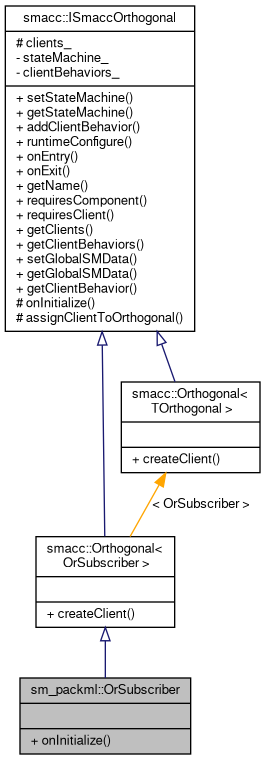 smacc::ISmaccOrthogonal
# clients_
- stateMachine_
- clientBehaviors_
+ setStateMachine()
+ getStateMachine()
+ addClientBehavior()
+ runtimeConfigure()
+ onEntry()
+ onExit()
+ getName()
+ requiresComponent()
+ requiresClient()
+ getClients()
+ getClientBehaviors()
+ setGlobalSMData()
+ getGlobalSMData()
+ getClientBehavior()
# onInitialize()
# assignClientToOrthogonal()
smacc::Orthogonal<
TOrthogonal >
+ createClient()
< OrSubscriber >
smacc::Orthogonal<
OrSubscriber >
+ createClient()
sm_packml::OrSubscriber
+ onInitialize()